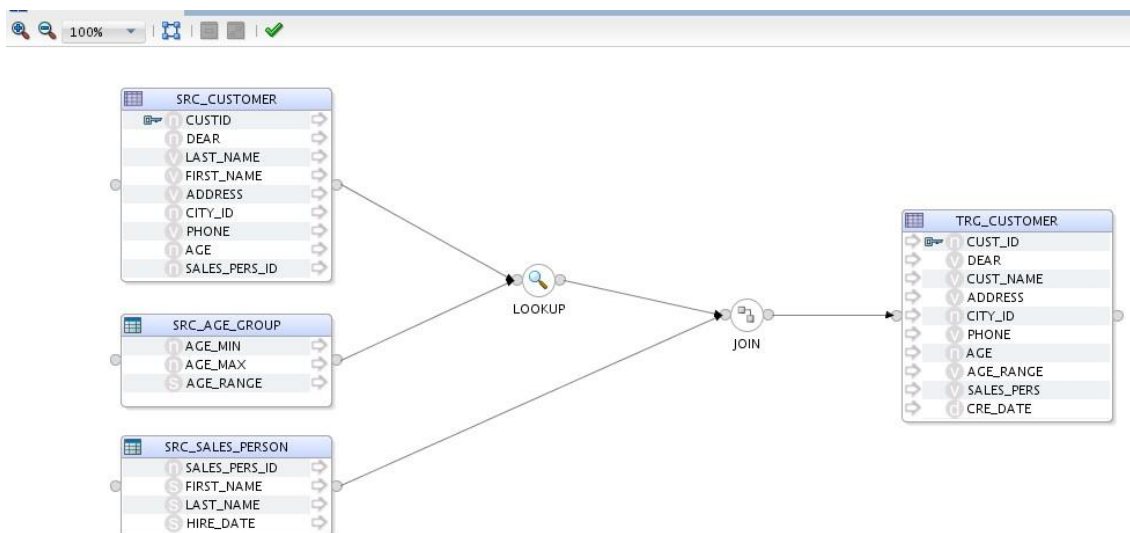 100%
SRC_CUSTOMER
n CUSTID
n DEAR
v LAST_NAME
v FIRST_NAME
v ADDRESS
n CITY_ID
v PHONE
n AGE
n SALES_PERS_ID
SRC_AGE_GROUP
n AGE_MIN
n AGE_MAX
S AGE_RANGE
SRC_SALES_PERSON
n SALES_PERS_ID
S FIRST_NAME
S LAST_NAME
S HIRE_DATE
LOOKUP
JOIN
TRG_CUSTOMER
n CUST_ID
v DEAR
v CUST_NAME
v ADDRESS
n CITY_ID
v PHONE
n AGE
v AGE_RANGE
v SALES_PERS
d CRE_DATE